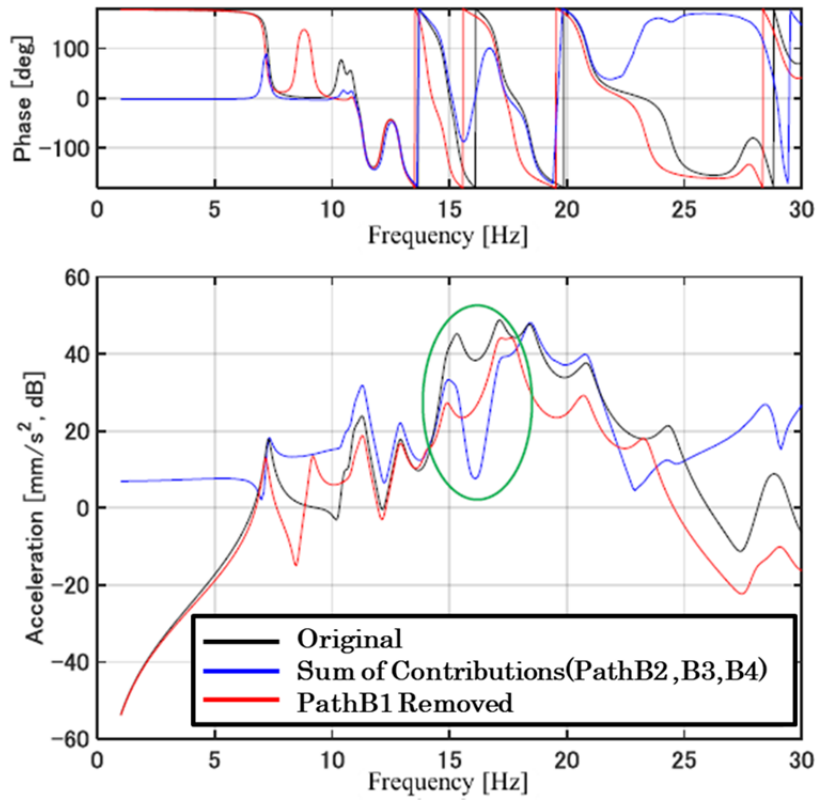 Phase [deg]
100
0
−100
0 5 10 15 20 25 30
Frequency [Hz]
Acceleration [mm/s², dB]
60
40
20
0
−20
−40
−60
Original
Sum of Contributions(PathB2,B3,B4)
PathB1 Removed
0 5 10 15 20 25 30
Frequency [Hz]